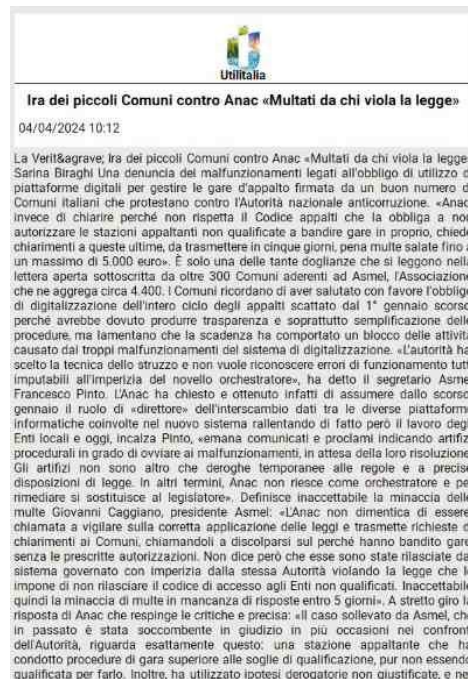 Utilitalia
Ira dei piccoli Comuni contro Anac «Multati da chi viola la legge»
04/04/2024 10:12
La Verit&agrave; Ira dei piccoli Comuni contro Anac «Multati da chi viola la legge
Sarina Biraghi Una denuncia dei malfunzionamenti legati all'obbligo di utilizzo d
piattaforme digitali per gestire le gare d'appalto firmata da un buon numero d
Comuni italiani che protestano contro l'Autorità nazionale anticorruzione. «Anac
invece di chiarire perché non rispetta il Codice appalti che la obbliga a non
autorizzare le stazioni appaltanti non qualificate a bandire gare in proprio, chiede
chiarimenti a queste ultime, da trasmettere in cinque giorni, pena multe salate fino a
un massimo di 5.000 euro». È solo una delle tante doglianze che si leggono nella
lettera aperta sottoscritta da oltre 300 Comuni aderenti ad Asmel, l'Associazione
che ne aggrega circa 4.400. I Comuni ricordano di aver salutato con favore l'obbligo
di digitalizzazione dell'intero ciclo degli appalti scattato dal 1° gennaio scorso
perché avrebbe dovuto produrre trasparenza e soprattutto semplificazione delle
procedure, ma lamentano che la scadenza ha comportato un blocco delle attività
causato dai troppi malfunzionamenti del sistema di digitalizzazione. «L'autorità ha
scelto la tecnica dello struzzo e non vuole riconoscere errori di funzionamento tutti
imputabili all'imperizia del novello orchestratore», ha detto il segretario Asmel
Francesco Pinto. L'Anac ha chiesto e ottenuto infatti di assumere dallo scorso
gennaio il ruolo di «direttore» dell'interscambio dati tra le diverse piattaforme
informatiche coinvolte nel nuovo sistema rallentando di fatto però il lavoro degli
Enti locali e oggi, incalza Pinto, «emana comunicati e proclami indicando artifizi
procedurali in grado di ovviare ai malfunzionamenti, in attesa della loro risoluzione
Gli artifizi non sono altro che deroghe temporanee alle regole e a precise
disposizioni di legge. In altri termini, Anac non riesce come orchestratore e per
rimediare si sostituisce al legislatore». Definisce inaccettabile la minaccia delle
multe Giovanni Caggiano, presidente Asmel: «L'Anac non dimentica di essere
chiamata a vigilare sulla corretta applicazione delle leggi e trasmette richieste d
chiarimenti ai Comuni, chiamandoli a discolparsi sul perché hanno bandito gare
senza le prescritte autorizzazioni. Non dice però che esse sono state rilasciate dal
sistema governato con imperizia dalla stessa Autorità violando la legge che le
impone di non rilasciare il codice di accesso agli Enti non qualificati. Inaccettabile
quindi la minaccia di multe in mancanza di risposte entro 5 giorni». A stretto giro la
risposta di Anac che respinge le critiche e precisa: «Il caso sollevato da Asmel, che
in passato è stata soccombente in giudizio in più occasioni nei confronti
dell'Autorità, riguarda esattamente questo: una stazione appaltante che ha
condotto procedure di gara superiore alle soglie di qualificazione, pur non essendo
qualificata per farlo. Inoltre, ha utilizzato ipotesi derogatorie non giustificate, e nel